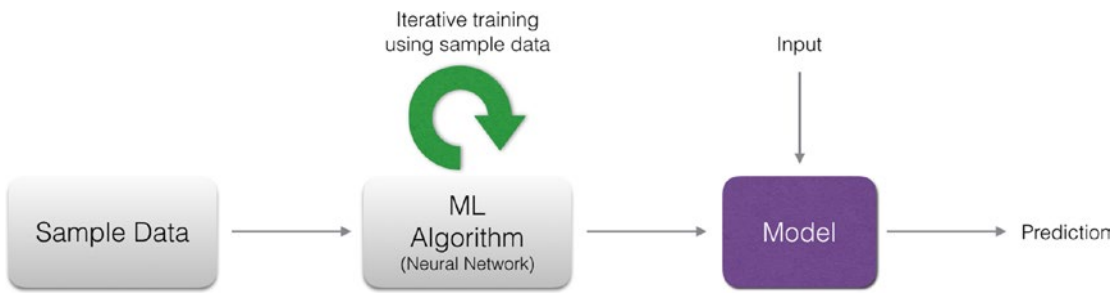 Iterative training
using sample data
Input
Sample Data
ML
Algorithm
(Neural Network)
Model
Prediction